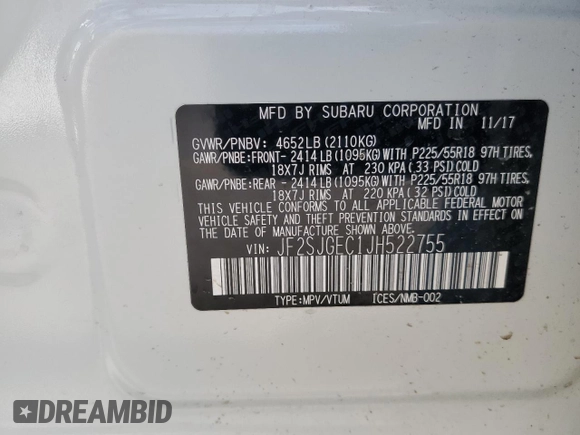 MFD BY SUBARU CORPORATION
MFD IN 11/17
GVWR/PNBV: 4652LB (2110KG)
GAWR/PNBE:FRONT- 2414 LB (1095KG) WITH P225/55R18 97H TIRES,
18X7J RIMS AT 230 KPA ( 33 PSI) COLD
GAWR/PNBE:REAR - 2414 LB (1095KG) WITH P225/55R18 97H TIRES,
18X7J RIMS AT 220 KPA ( 32 PSI) COLD
THIS VEHICLE CONFORMS TO ALL APPLICABLE FEDERAL MOTOR
VEHICLE SAFETY AND THEFT PREVENTION STANDARDS IN EFFECT ON
THE DATE OF MANUFACTURE SHOWN ABOVE.
VIN: JF2SJGEC1JH522755
TYPE:MPV/VTUM ICES/NMB-002
DREAMBID